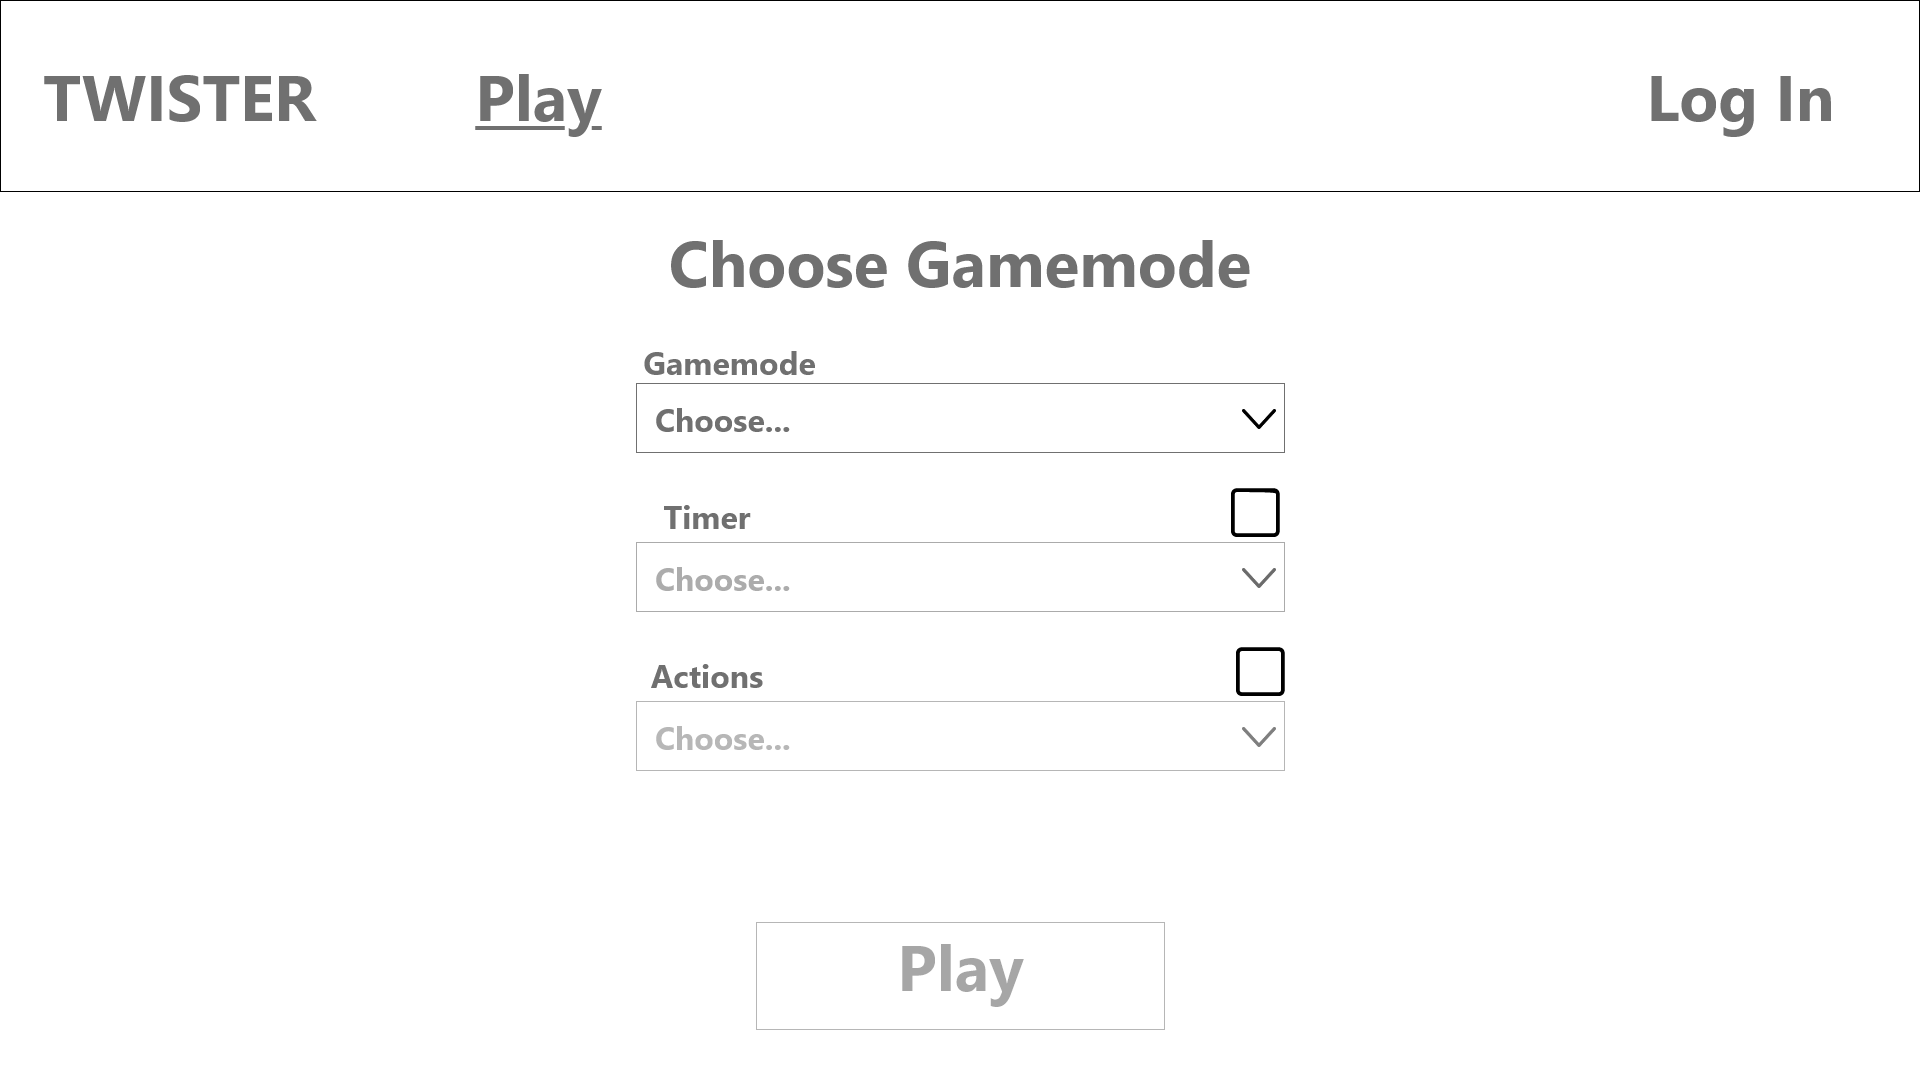 TWISTER Play Log In
Choose Gamemode
Gamemode
Choose...
Timer
Choose...
Actions
Choose...
Play